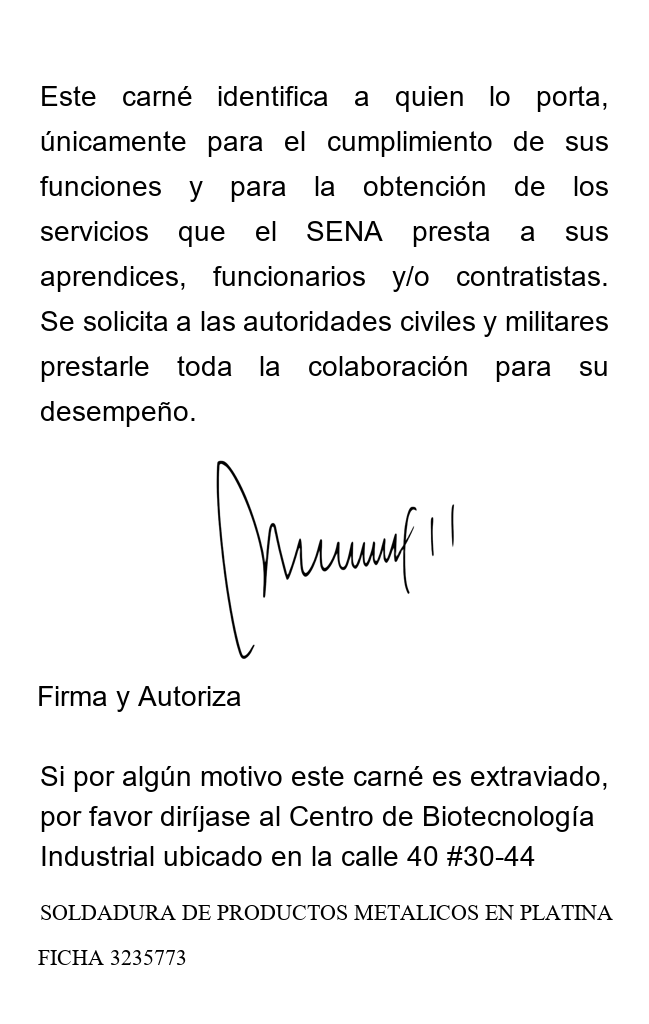 Este carné identifica a quien lo porta,
únicamente para el cumplimiento de sus
funciones y para la obtención de los
servicios que el SENA presta a sus
aprendices, funcionarios y/o contratistas.
Se solicita a las autoridades civiles y militares
prestarle toda la colaboración para su
desempeño.
Firma y Autoriza
Si por algún motivo este carné es extraviado,
por favor diríjase al Centro de Biotecnología
Industrial ubicado en la calle 40 #30-44
SOLDADURA DE PRODUCTOS METALICOS EN PLATINA
FICHA 3235773